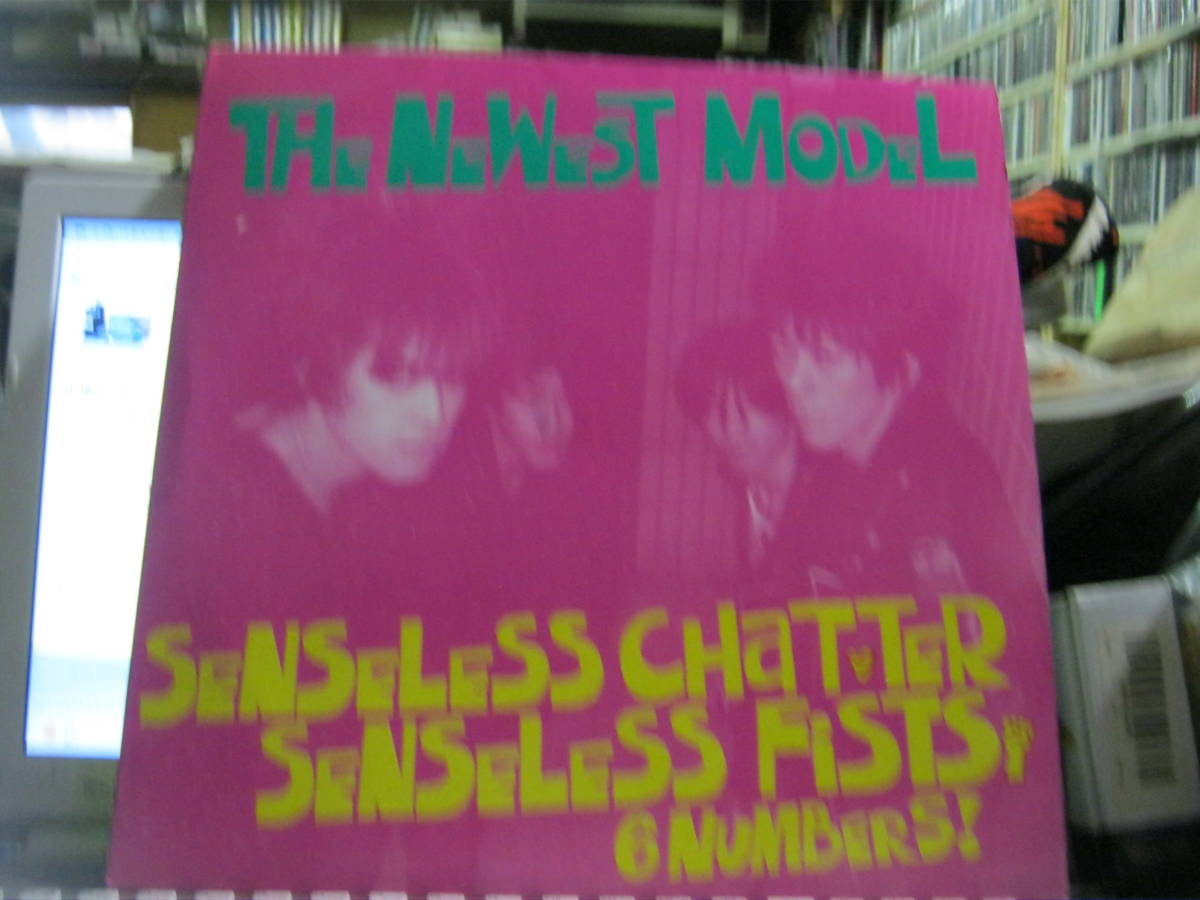 THe NeWesT MoDeL
SeNSeLeSS CHaTTeR
SeNSeLeSS FiSTS!
6 NUMBeRS!